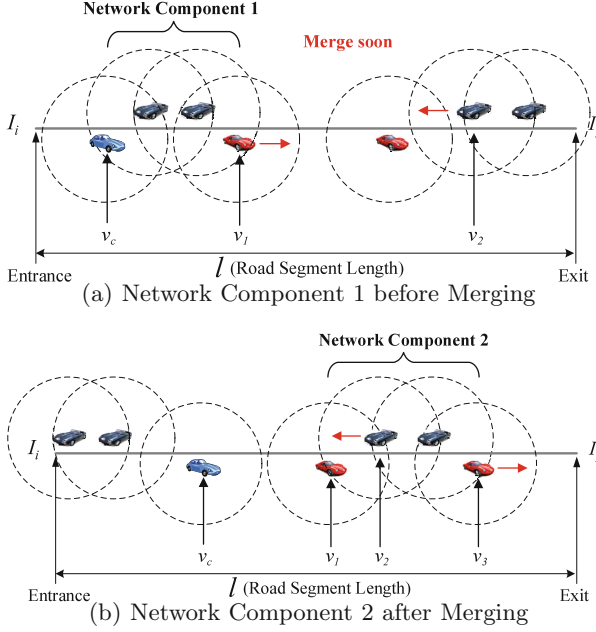 Network Component 1
Merge soon
I_i
I
v_c
v_1
v_2
l (Road Segment Length)
Entrance
Exit
(a) Network Component 1 before Merging
Network Component 2
I_i
I
v_c
v_1
v_2
v_3
l (Road Segment Length)
Entrance
Exit
(b) Network Component 2 after Merging